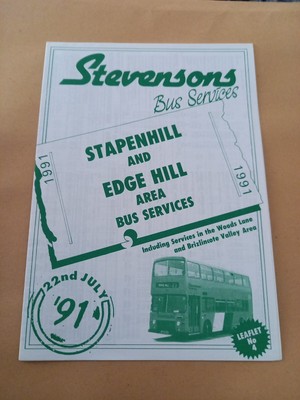 Stevensons
Bus Services
1991
STAPENHILL
AND
EDGE HILL
AREA
BUS SERVICES
1991
Including Services in the Woods Lane
and Brizlincote Valley Area
22nd JULY
'91
LEAFLET
No
4